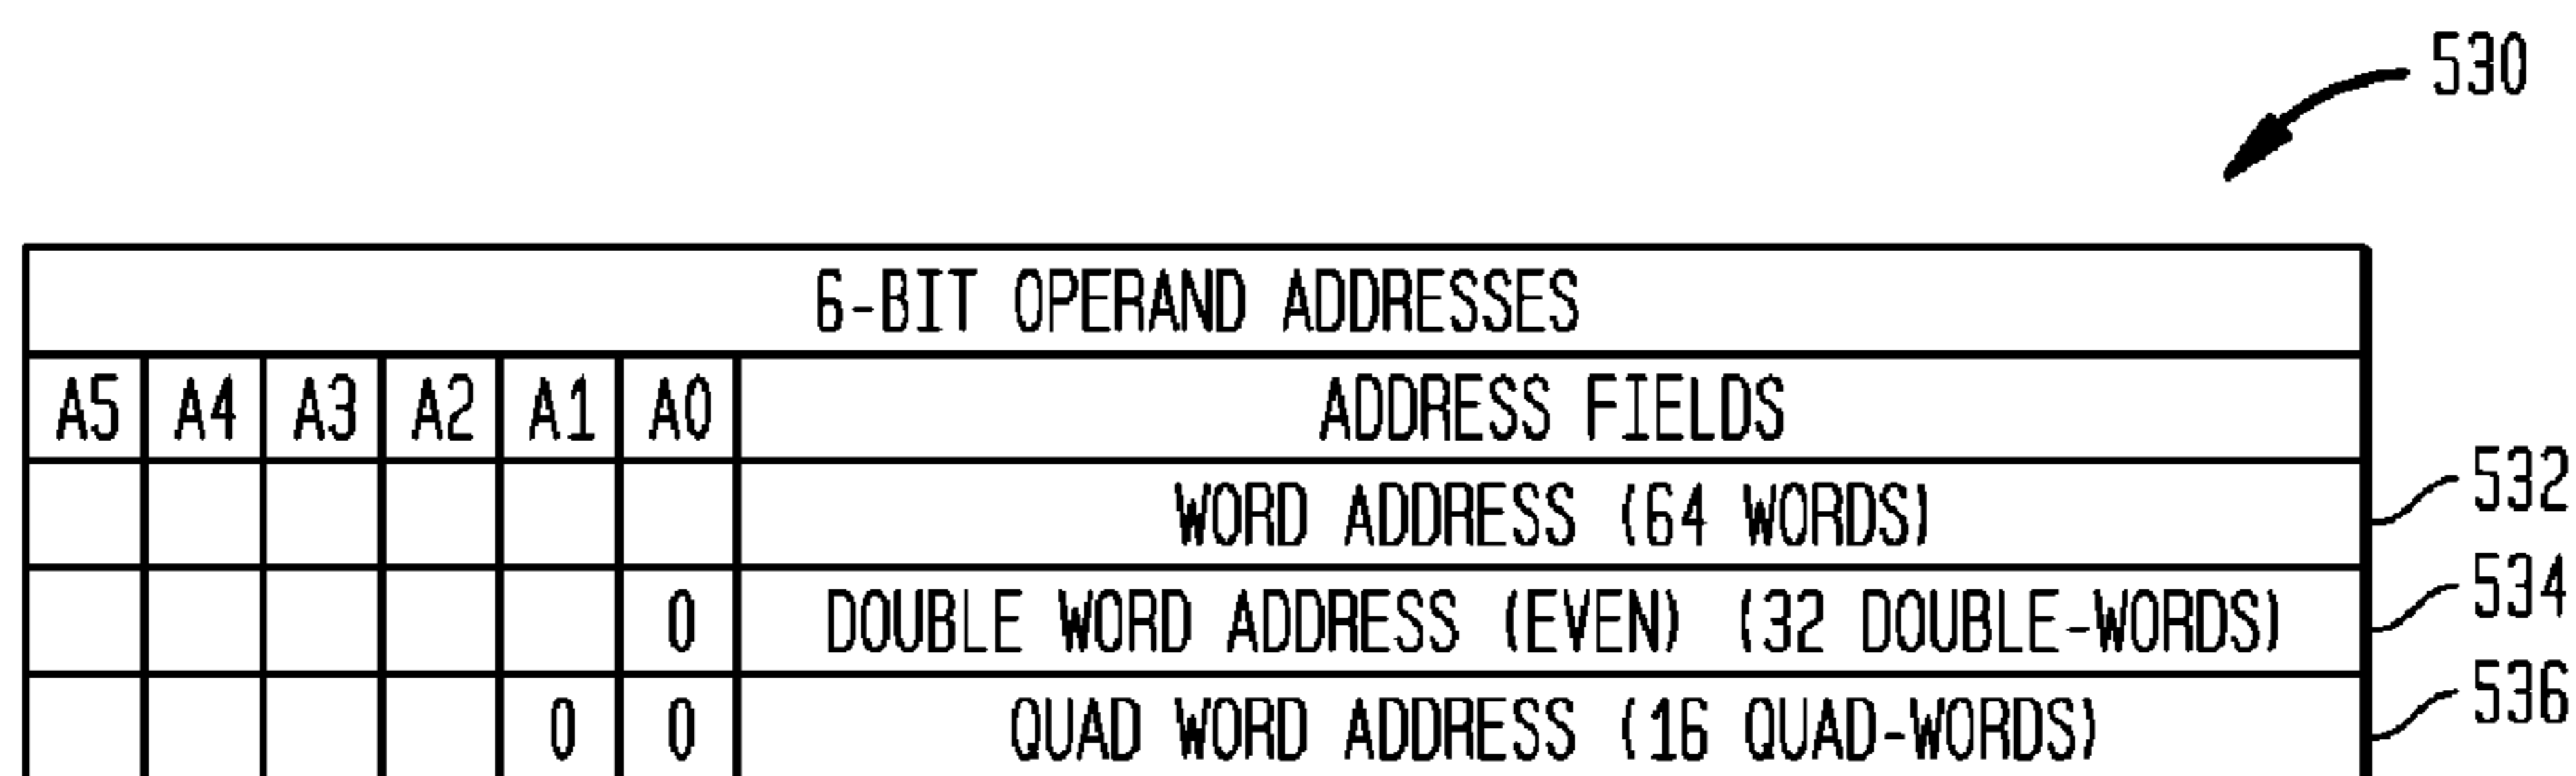 530
6-BIT OPERAND ADDRESSES
A5 A4 A3 A2 A1 A0 ADDRESS FIELDS
WORD ADDRESS (64 WORDS) 532
0 DOUBLE WORD ADDRESS (EVEN) (32 DOUBLE-WORDS) 534
0 0 QUAD WORD ADDRESS (16 QUAD-WORDS) 536